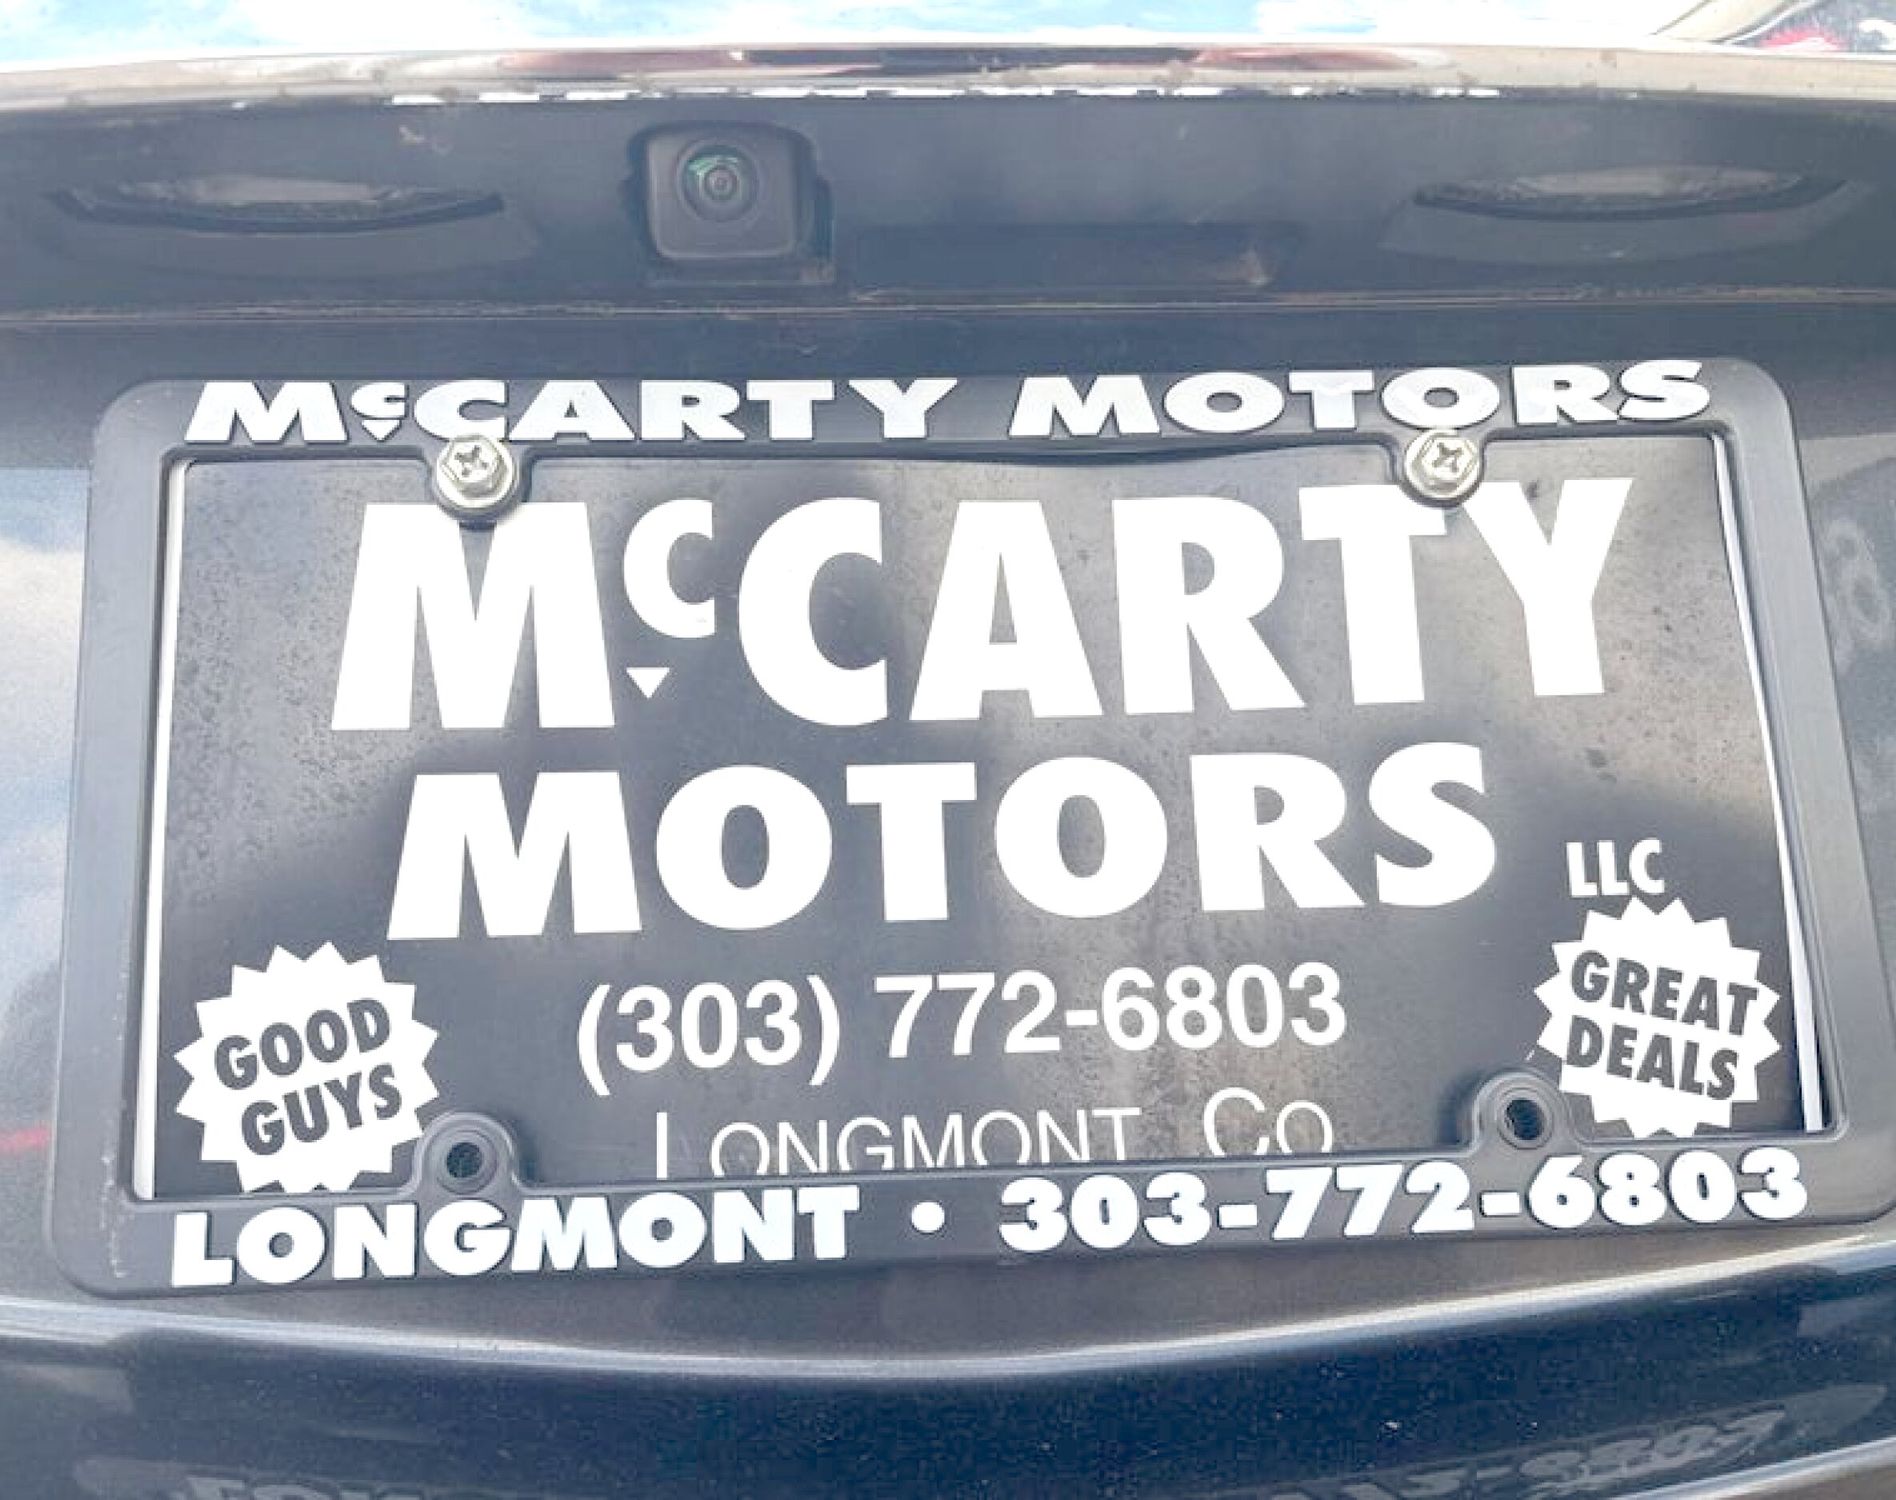 McCARTY MOTORS
McCARTY
MOTORS
LLC
GOOD
GUYS
(303) 772-6803
GREAT
DEALS
LONGMONT CO
LONGMONT • 303-772-6803